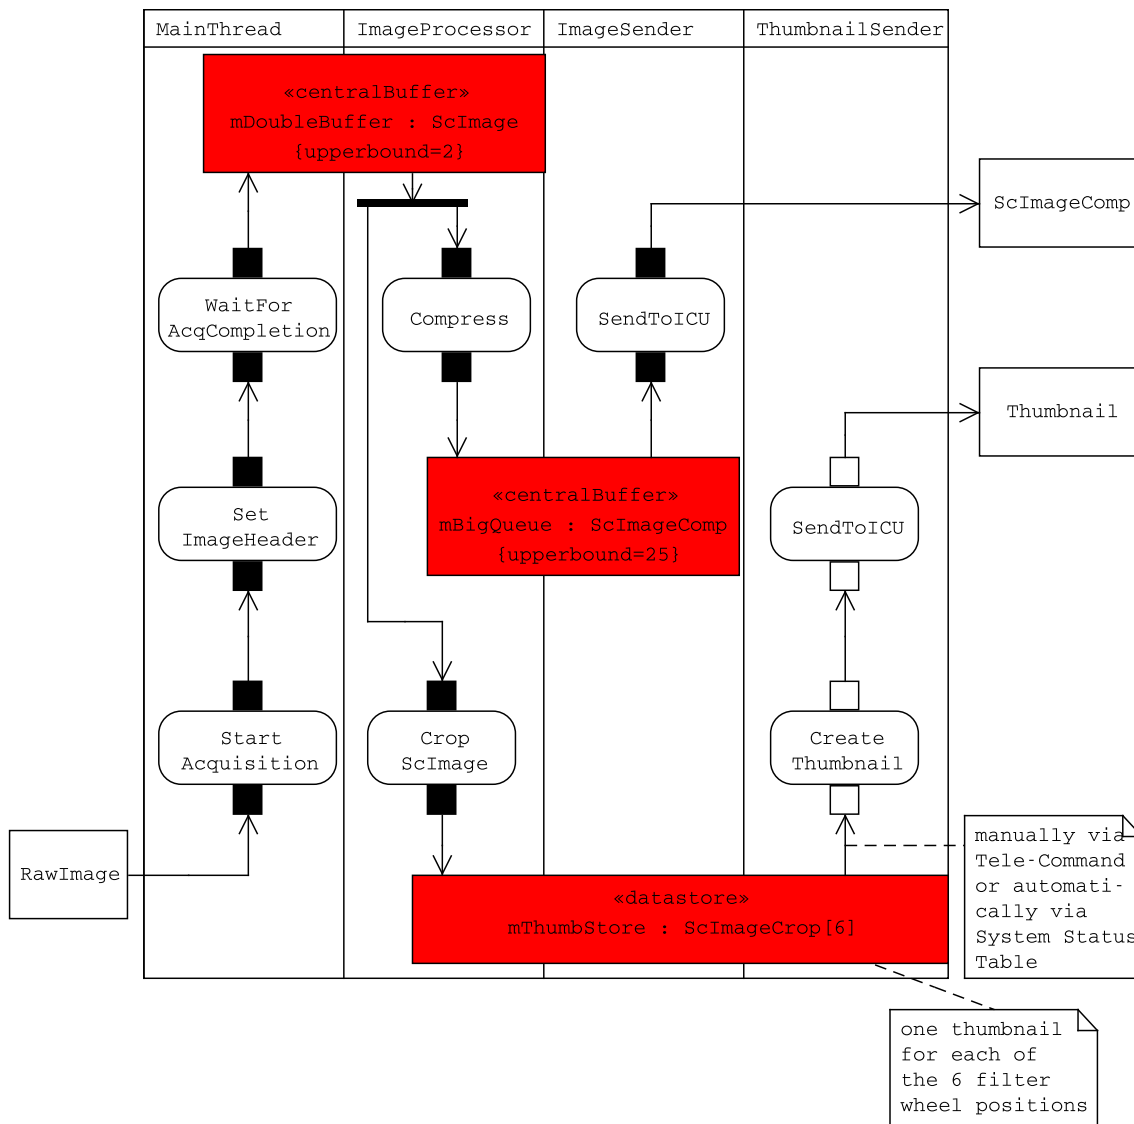 MainThread
ImageProcessor
ImageSender
ThumbnailSender
«centralBuffer»
mDoubleBuffer : ScImage
{upperbound=2}
ScImageComp
WaitFor
AcqCompletion
Compress
SendToICU
Thumbnail
«centralBuffer»
mBigQueue : ScImageComp
{upperbound=25}
Set
ImageHeader
SendToICU
Start
Acquisition
Crop
ScImage
Create
Thumbnail
RawImage
manually via
Tele-Command
or automati-
cally via
System Status
Table
«datastore»
mThumbStore : ScImageCrop[6]
one thumbnail
for each of
the 6 filter
wheel positions